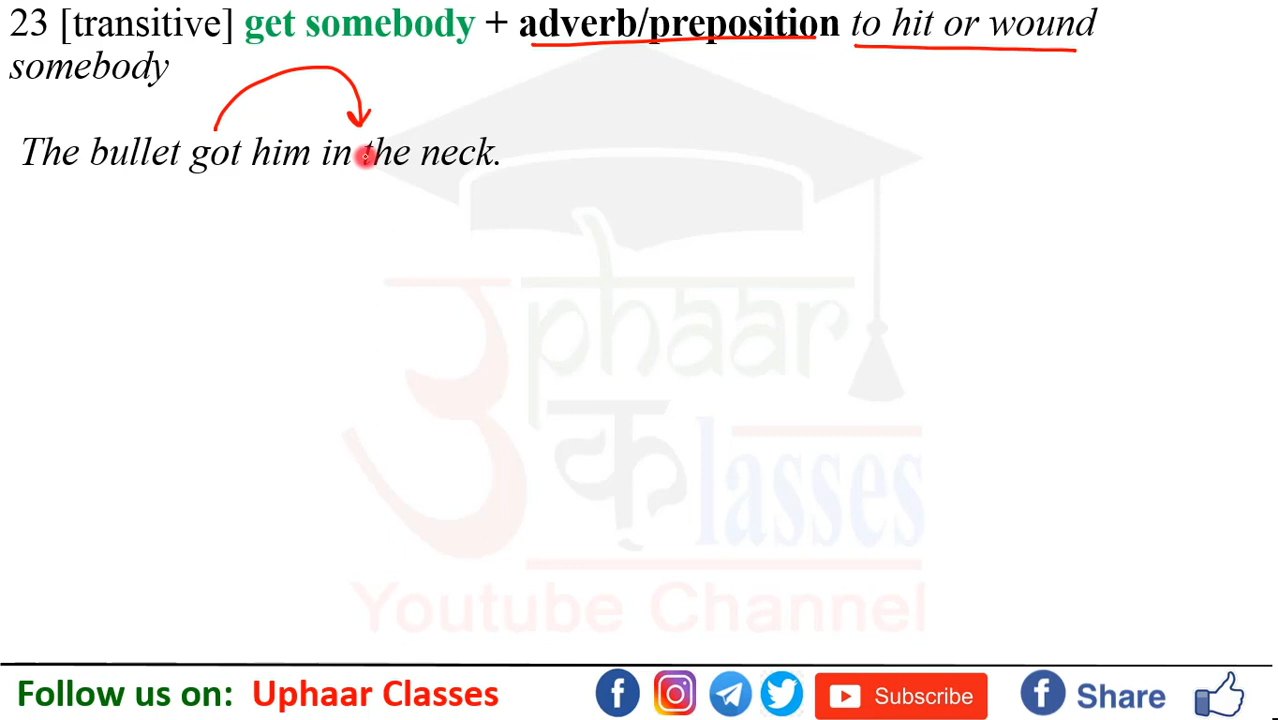 23 [transitive] get somebody + adverb/preposition to hit or wound
somebody
The bullet got him in the neck.
उphaar
कlasses
Youtube Channel
Follow us on: Uphaar Classes
Subscribe
Share